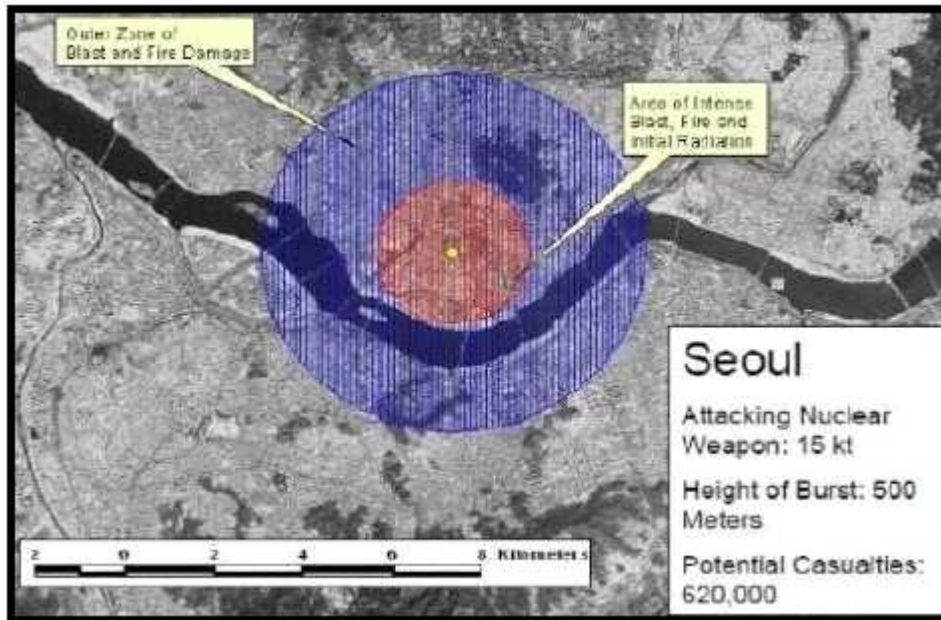 Outer Zone of
Blast and Fire Damage
Area of Intense
Blast, Fire and
Initial Radiation
Seoul
Attacking Nuclear
Weapon: 15 kt
Height of Burst: 500
Meters
Potential Casualties:
620,000
2 0 2 4 6 8 Kilometers